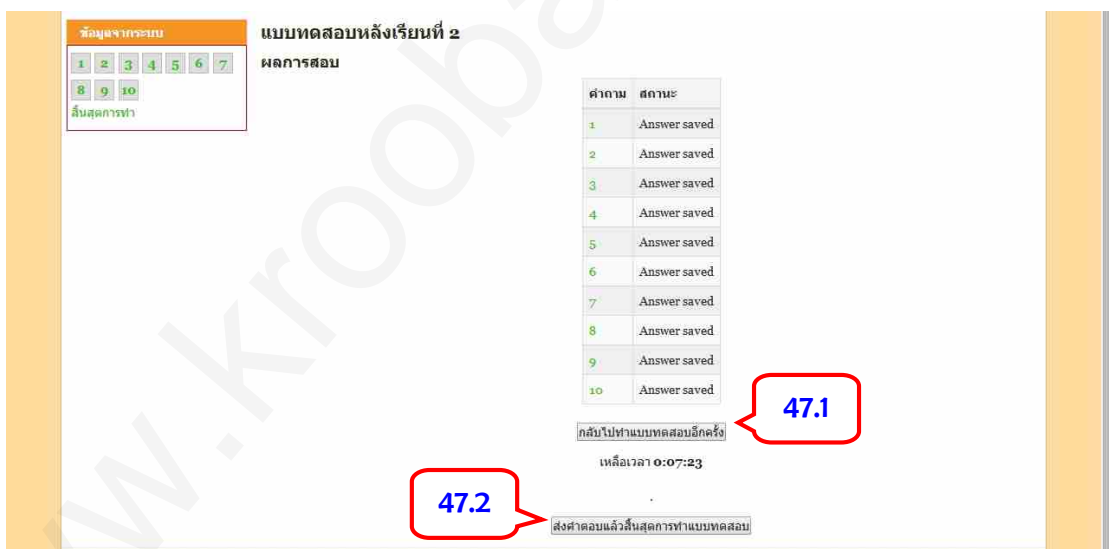 ข้อมูลจากระบบ
1 2 3 4 5 6 7
8 9 10
สิ้นสุดการทำ
แบบทดสอบหลังเรียนที่ 2
ผลการสอบ
คำถาม สถานะ
1 Answer saved
2 Answer saved
3 Answer saved
4 Answer saved
5 Answer saved
6 Answer saved
7 Answer saved
8 Answer saved
9 Answer saved
10 Answer saved
47.1
กลับไปทำแบบทดสอบอีกครั้ง
เหลือเวลา 0:07:23
.
47.2
ส่งคำตอบแล้วสิ้นสุดการทำแบบทดสอบ
w.krooba